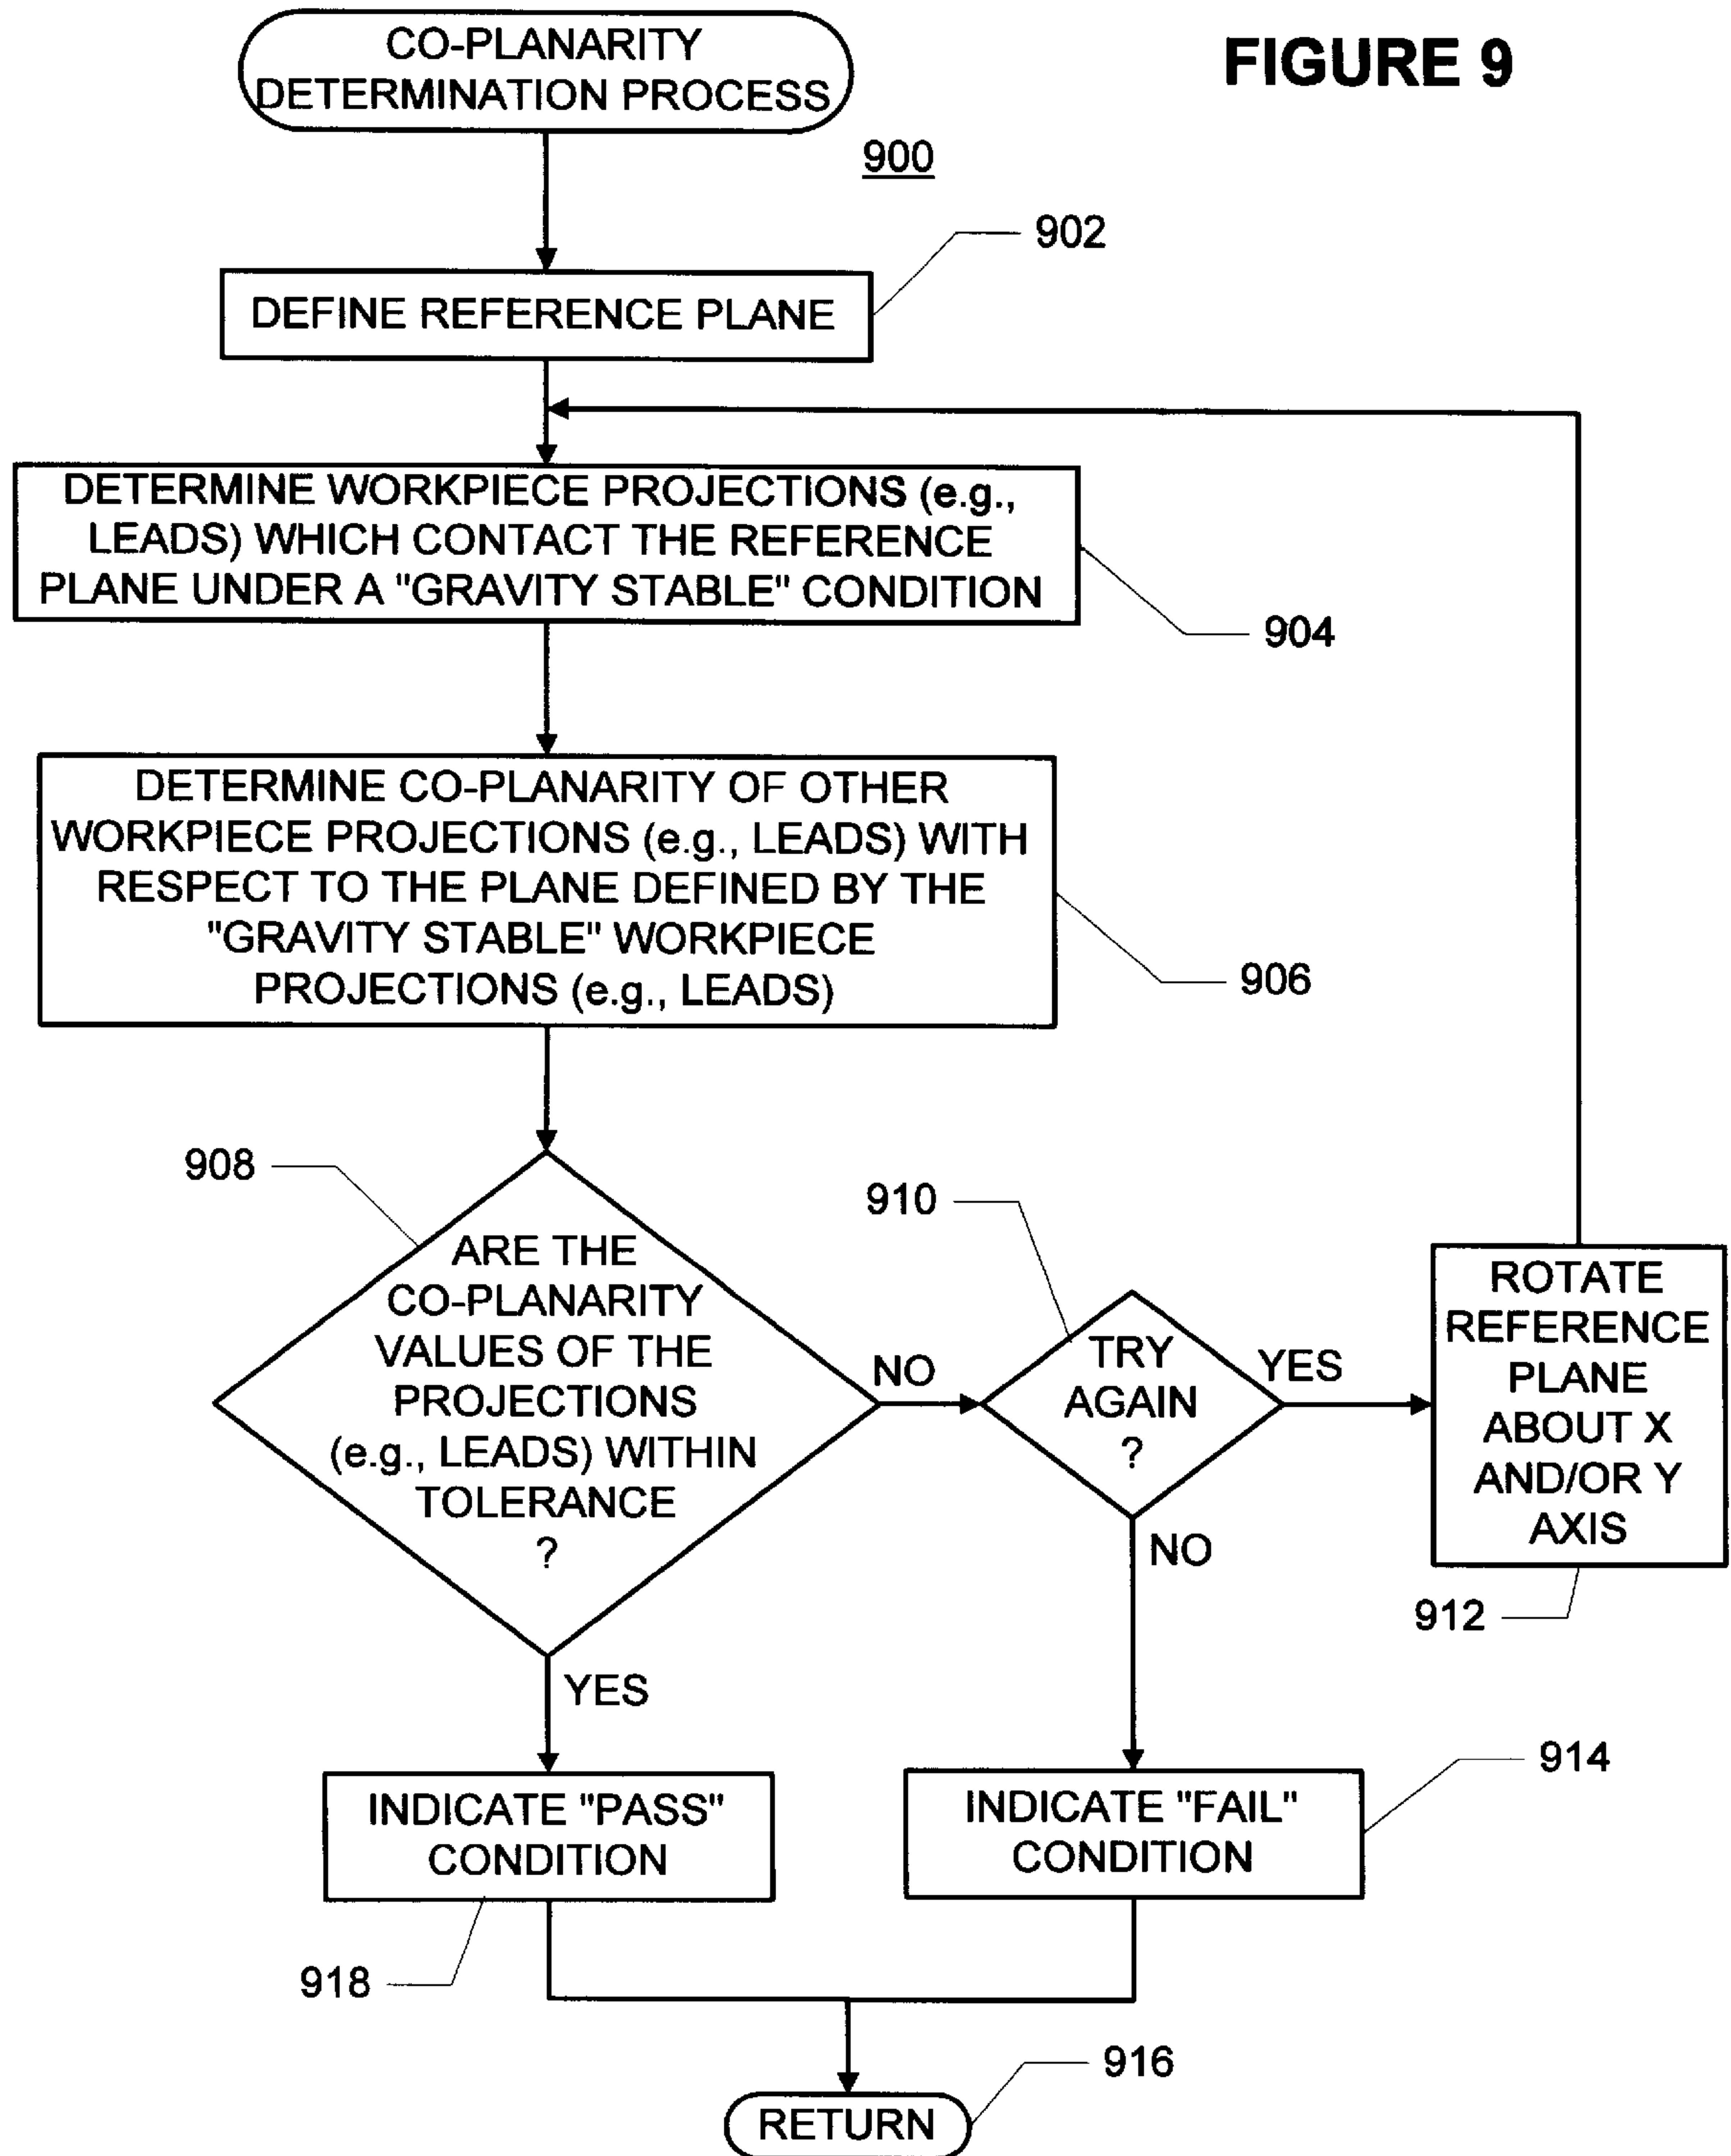 CO-PLANARITY
DETERMINATION PROCESS
FIGURE 9
900
902
DEFINE REFERENCE PLANE
DETERMINE WORKPIECE PROJECTIONS (e.g.,
LEADS) WHICH CONTACT THE REFERENCE
PLANE UNDER A "GRAVITY STABLE" CONDITION
904
DETERMINE CO-PLANARITY OF OTHER
WORKPIECE PROJECTIONS (e.g., LEADS) WITH
RESPECT TO THE PLANE DEFINED BY THE
"GRAVITY STABLE" WORKPIECE
PROJECTIONS (e.g., LEADS)
906
908
ARE THE
CO-PLANARITY
VALUES OF THE
PROJECTIONS
(e.g., LEADS) WITHIN
TOLERANCE
?
NO
910
TRY
AGAIN
?
YES
NO
ROTATE
REFERENCE
PLANE
ABOUT X
AND/OR Y
AXIS
912
YES
INDICATE "PASS"
CONDITION
918
INDICATE "FAIL"
CONDITION
914
916
RETURN